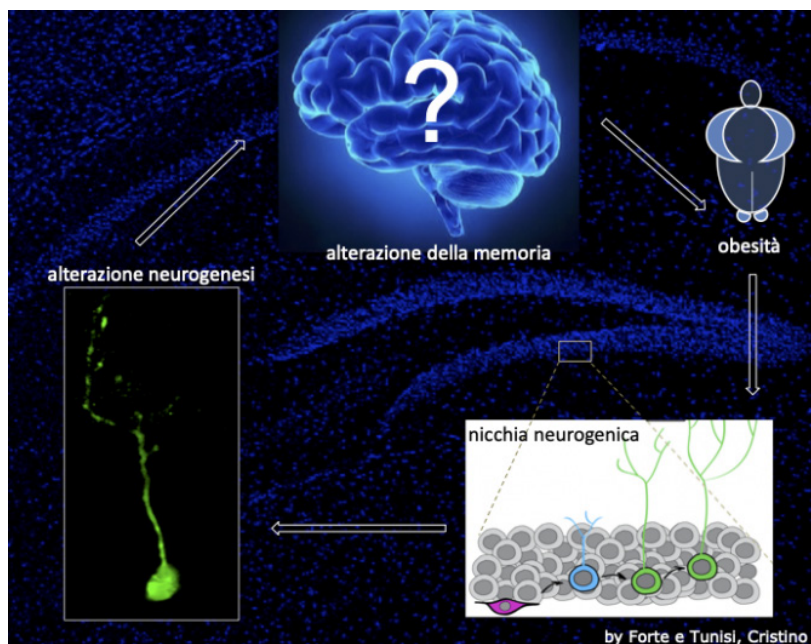 ?
alterazione della memoria
obesità
alterazione neurogenesi
nicchia neurogenica
by Forte e Tunisi, Cristino